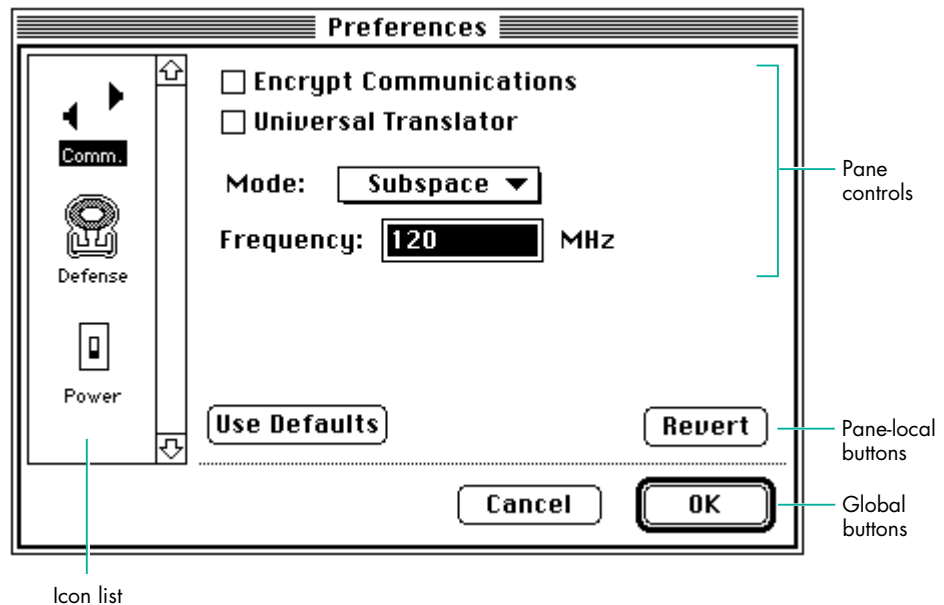 Preferences
Comm.
Defense
Power
Encrypt Communications
Universal Translator
Mode: Subspace
Frequency: 120 MHz
Use Defaults
Revert
Cancel
OK
Pane
controls
Pane-local
buttons
Global
buttons
Icon list